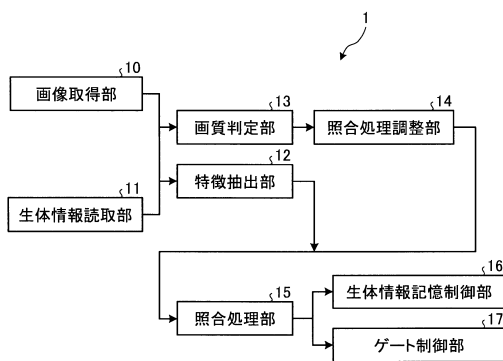 1
10
画像取得部
13
画質判定部
14
照合処理調整部
12
特徴抽出部
11
生体情報読取部
15
照合処理部
16
生体情報記憶制御部
17
ゲート制御部